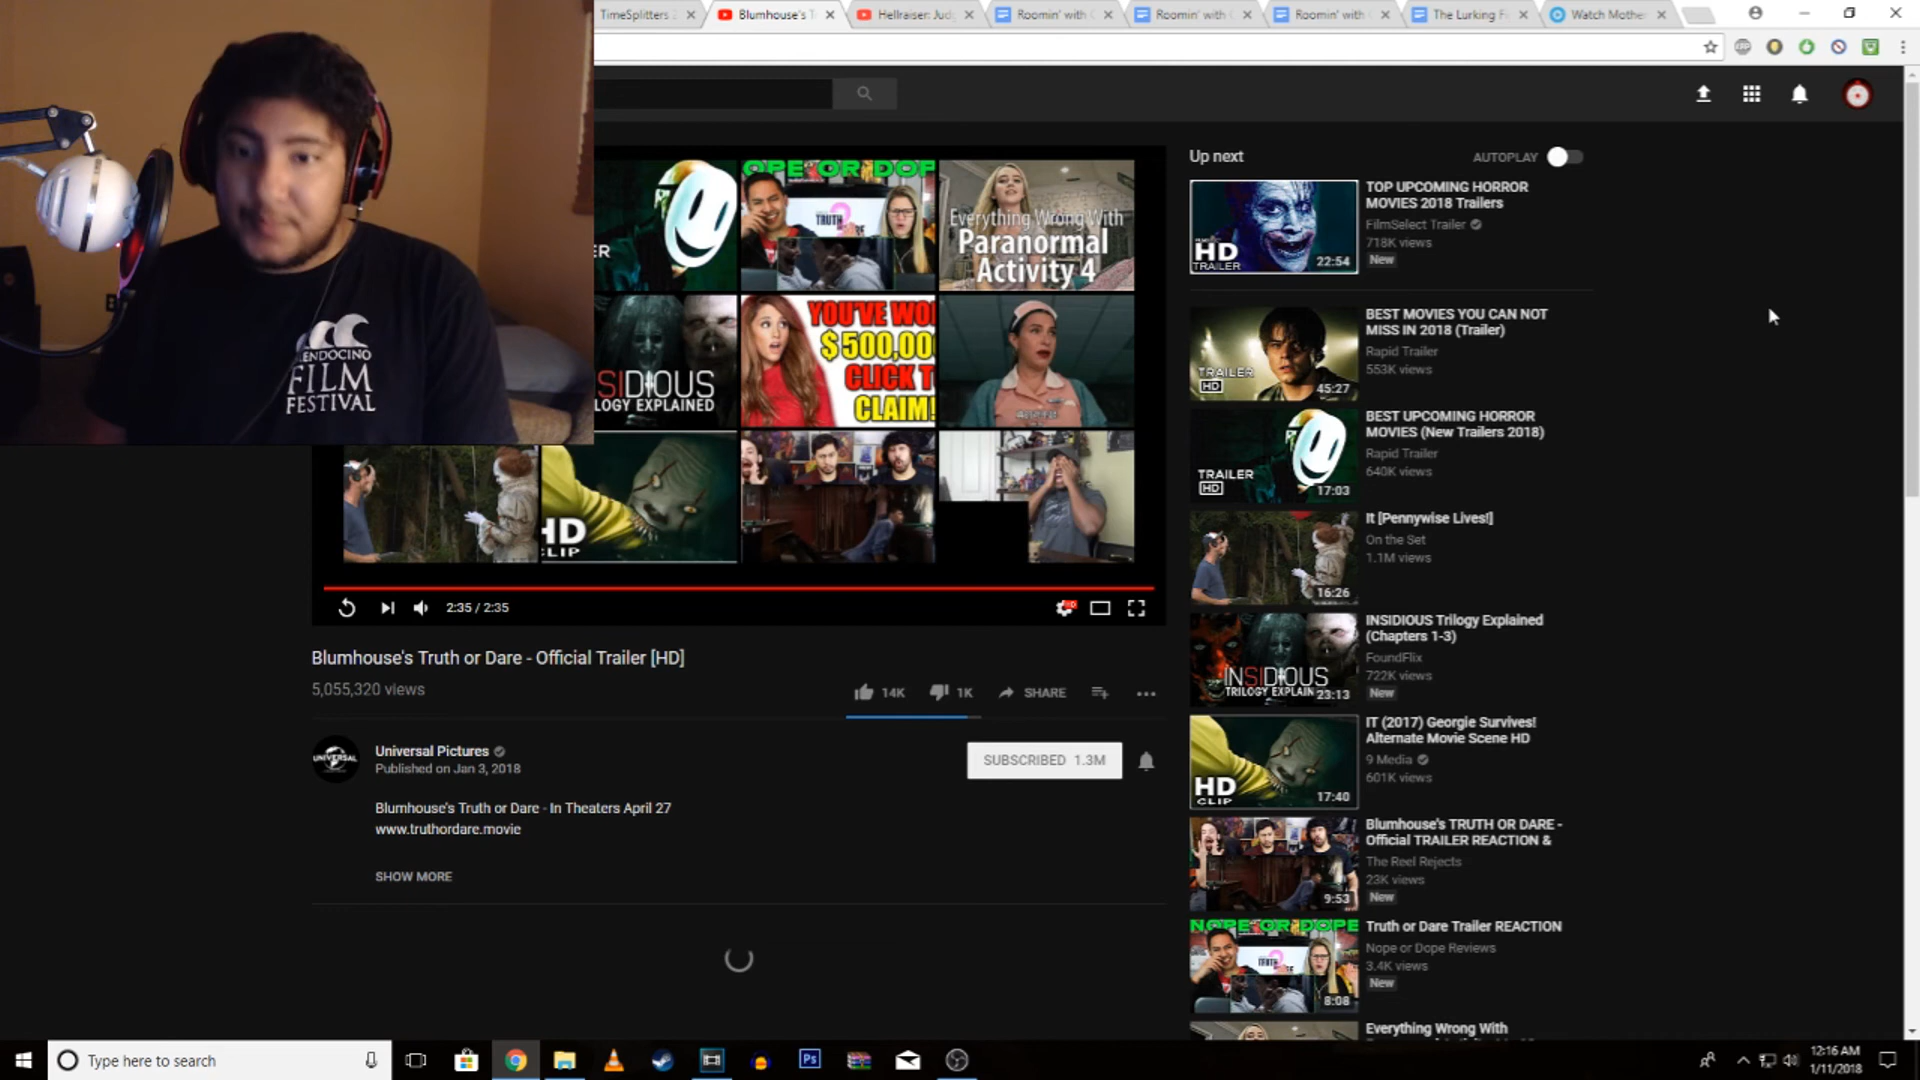 TimeSplitters 2
Blumhouse's T
Hellraiser: Jud
Roomin' with
Roomin' with
Roomin' with
The Lurking F
Watch Mothe
Up next
AUTOPLAY
OPE OR DOP
TRUTH
Everything Wrong With
Paranormal
Activity 4
SIDIOUS
LOGY EXPLAINED
YOU'VE WO
$500,00
CLICK T
CLAIM!
HD
CLIP
ENDOCINO
FILM
FESTIVAL
2:35 / 2:35
Blumhouse's Truth or Dare - Official Trailer [HD]
5,055,320 views
14K
1K
SHARE
UNIVERSAL
Universal Pictures
Published on Jan 3, 2018
SUBSCRIBED 1.3M
Blumhouse's Truth or Dare - In Theaters April 27
www.truthordare.movie
SHOW MORE
HD
TRAILER
22:54
TOP UPCOMING HORROR
MOVIES 2018 Trailers
FilmSelect Trailer
718K views
New
TRAILER
HD
45:27
BEST MOVIES YOU CAN NOT
MISS IN 2018 (Trailer)
Rapid Trailer
553K views
TRAILER
HD
17:03
BEST UPCOMING HORROR
MOVIES (New Trailers 2018)
Rapid Trailer
640K views
16:26
It [Pennywise Lives!]
On the Set
1.1M views
INSIDIOUS
TRILOGY EXPLAIN
23:13
INSIDIOUS Trilogy Explained
(Chapters 1-3)
FoundFlix
722K views
New
HD
CLIP
17:40
IT (2017) Georgie Survives!
Alternate Movie Scene HD
9 Media
601K views
9:53
Blumhouse's TRUTH OR DARE -
Official TRAILER REACTION &
The Reel Rejects
23K views
New
NOPE OR DOPE
TRUTH
8:08
Truth or Dare Trailer REACTION
Nope or Dope Reviews
3.4K views
New
Everything Wrong With
Type here to search
Ps
12:16 AM
1/11/2018